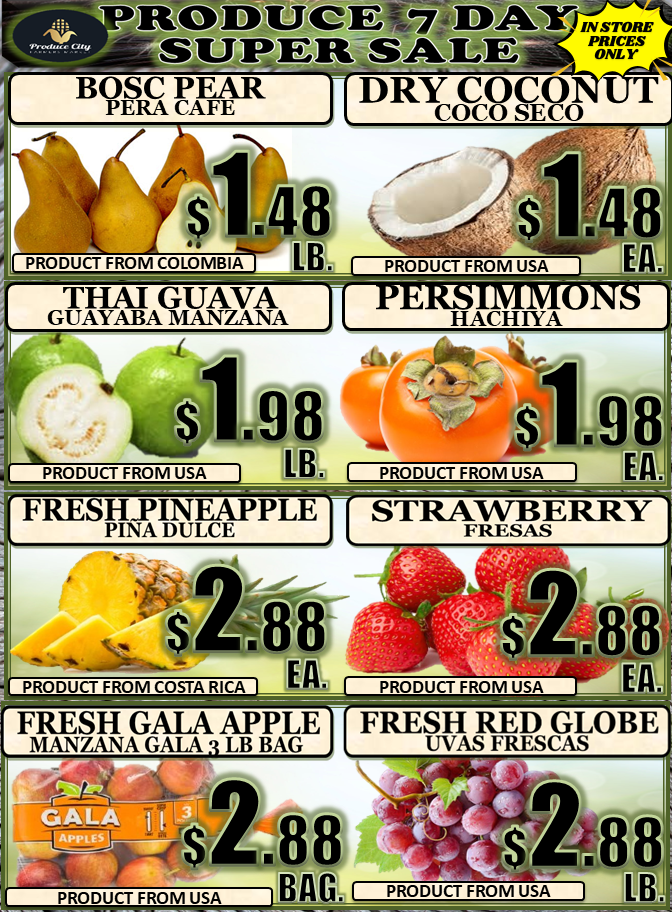 PRODUCE 7 DAY
SUPER SALE
Produce City
FARMERS MARKET
IN STORE
PRICES
ONLY
BOSC PEAR
PERA CAFE
$1.48
LB.
PRODUCT FROM COLOMBIA
DRY COCONUT
COCO SECO
$1.48
EA.
PRODUCT FROM USA
THAI GUAVA
GUAYABA MANZANA
$1.98
LB.
PRODUCT FROM USA
PERSIMMONS
HACHIYA
$1.98
EA.
PRODUCT FROM USA
FRESH PINEAPPLE
PIÑA DULCE
$2.88
EA.
PRODUCT FROM COSTA RICA
STRAWBERRY
FRESAS
$2.88
EA.
PRODUCT FROM USA
FRESH GALA APPLE
MANZANA GALA 3 LB BAG
GALA
APPLES
3
$2.88
BAG.
PRODUCT FROM USA
FRESH RED GLOBE
UVAS FRESCAS
$2.88
LB.
PRODUCT FROM USA